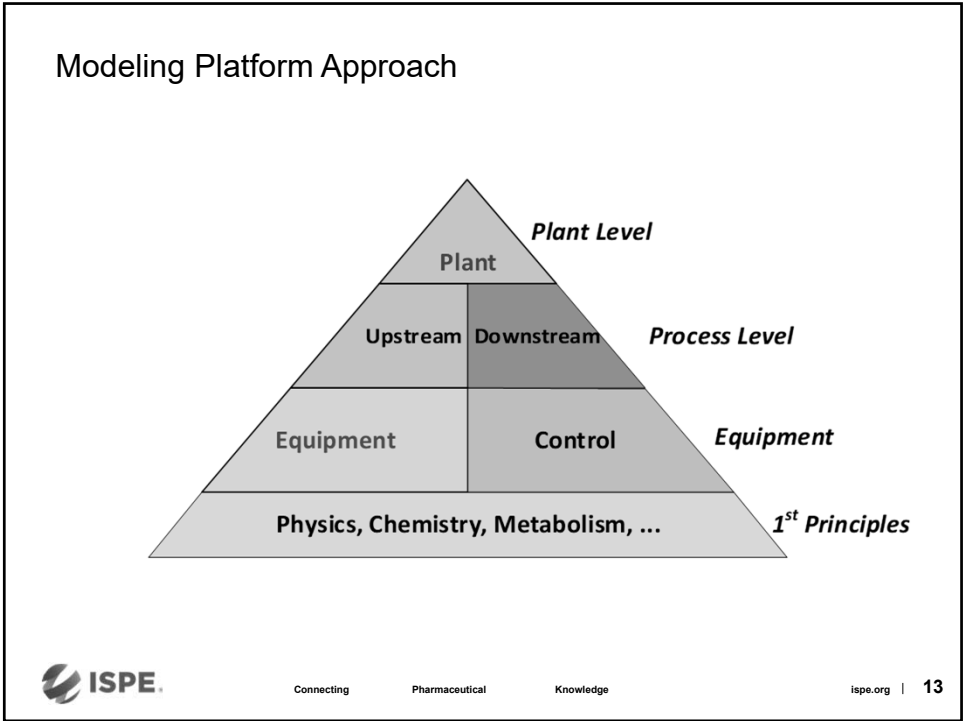 Modeling Platform Approach
Plant Level
Plant
Upstream Downstream Process Level
Equipment Control Equipment
Physics, Chemistry, Metabolism, ... 1st Principles
ISPE. Connecting Pharmaceutical Knowledge ispe.org | 13